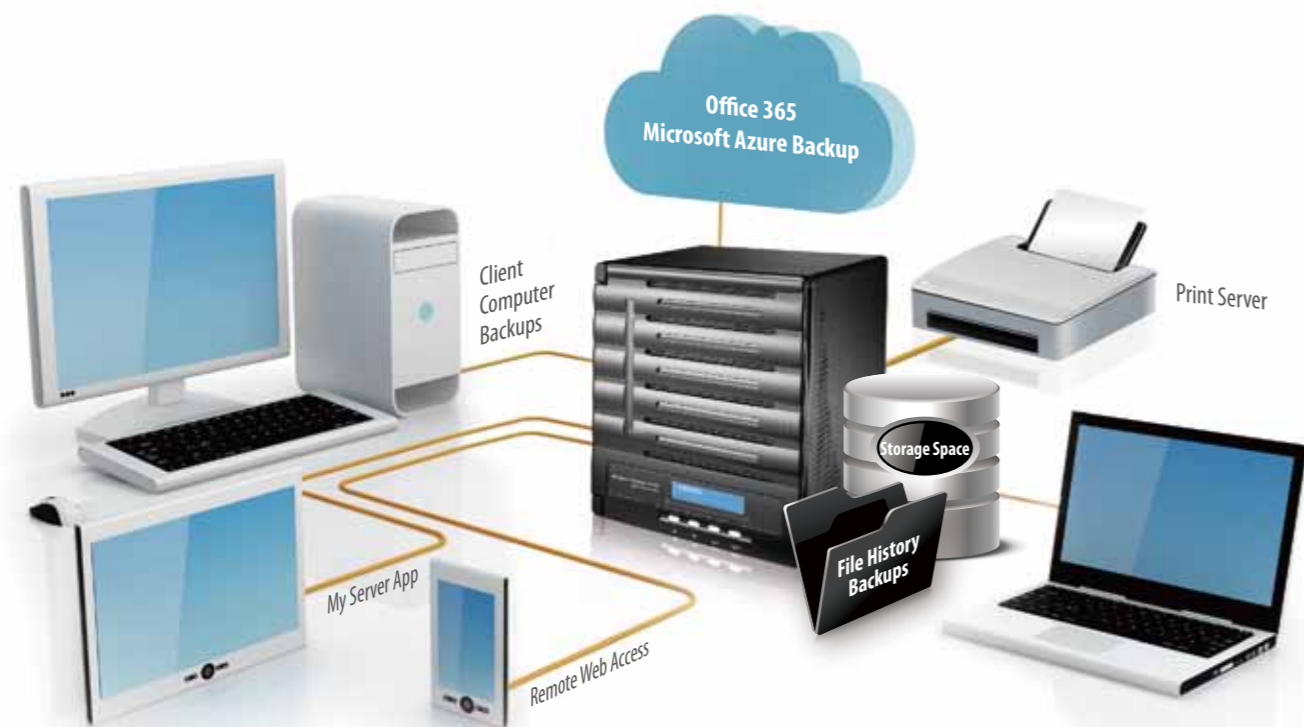 Office 365
Microsoft Azure Backup
Client
Computer
Backups
Print Server
Storage Space
File History
Backups
My Server App
Remote Web Access